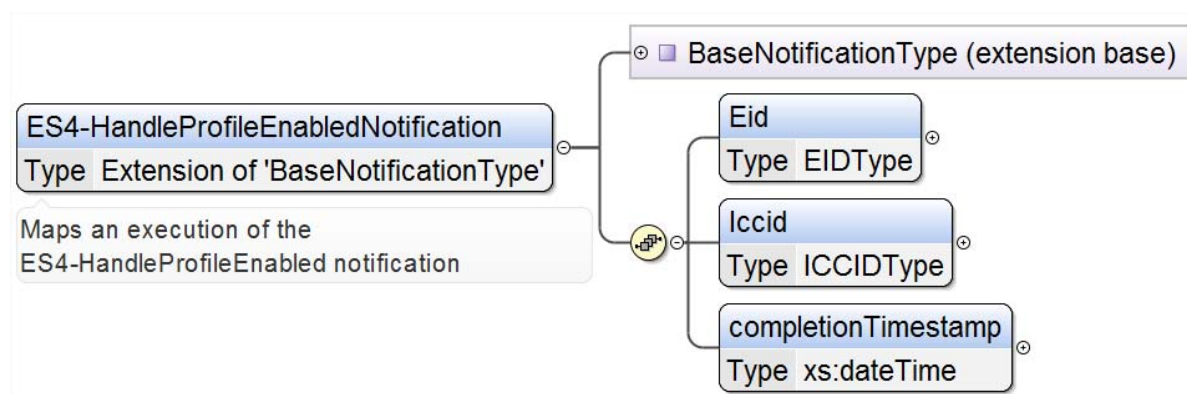 BaseNotificationType (extension base)
ES4-HandleProfileEnabledNotification
Type Extension of 'BaseNotificationType'
Maps an execution of the
ES4-HandleProfileEnabled notification
Eid
Type EIDType
Iccid
Type ICCIDType
completionTimestamp
Type xs:dateTime